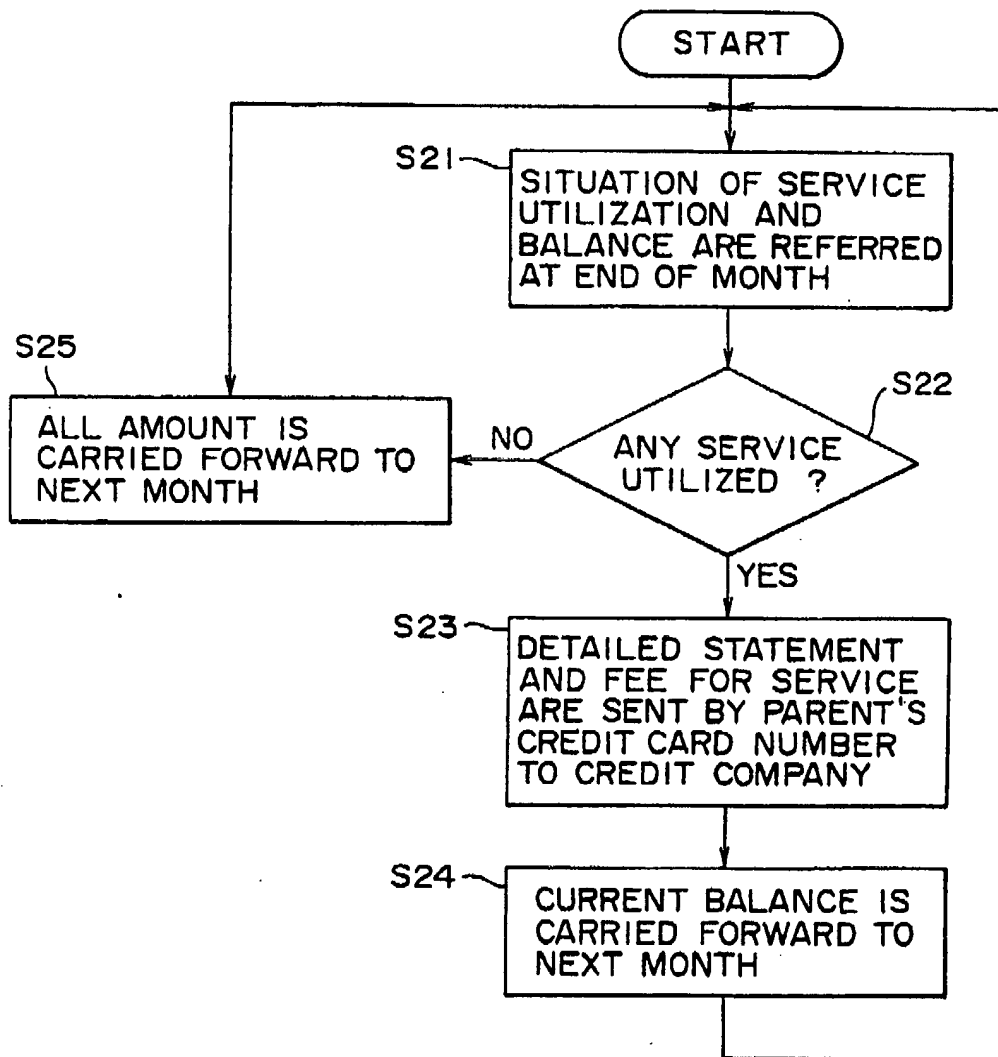 START
S21
SITUATION OF SERVICE
UTILIZATION AND
BALANCE ARE REFERRED
AT END OF MONTH
S25
ALL AMOUNT IS
CARRIED FORWARD TO
NEXT MONTH
NO
S22
ANY SERVICE
UTILIZED ?
YES
S23
DETAILED STATEMENT
AND FEE FOR SERVICE
ARE SENT BY PARENT'S
CREDIT CARD NUMBER
TO CREDIT COMPANY
S24
CURRENT BALANCE IS
CARRIED FORWARD TO
NEXT MONTH